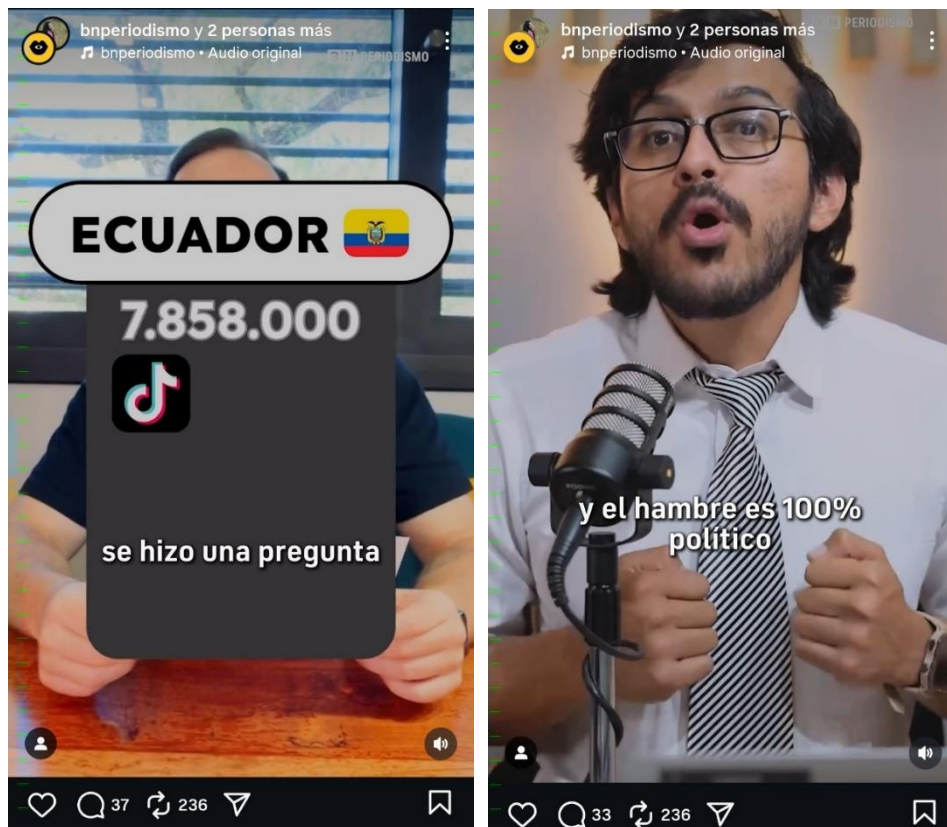 bnperiodismo y 2 personas más
bnperiodismo • Audio original
PERIODISMO
ECUADOR
7.858.000
se hizo una pregunta
37
236
bnperiodismo y 2 personas más
bnperiodismo • Audio original
PERIODISMO
y el hambre es 100%
político
33
236